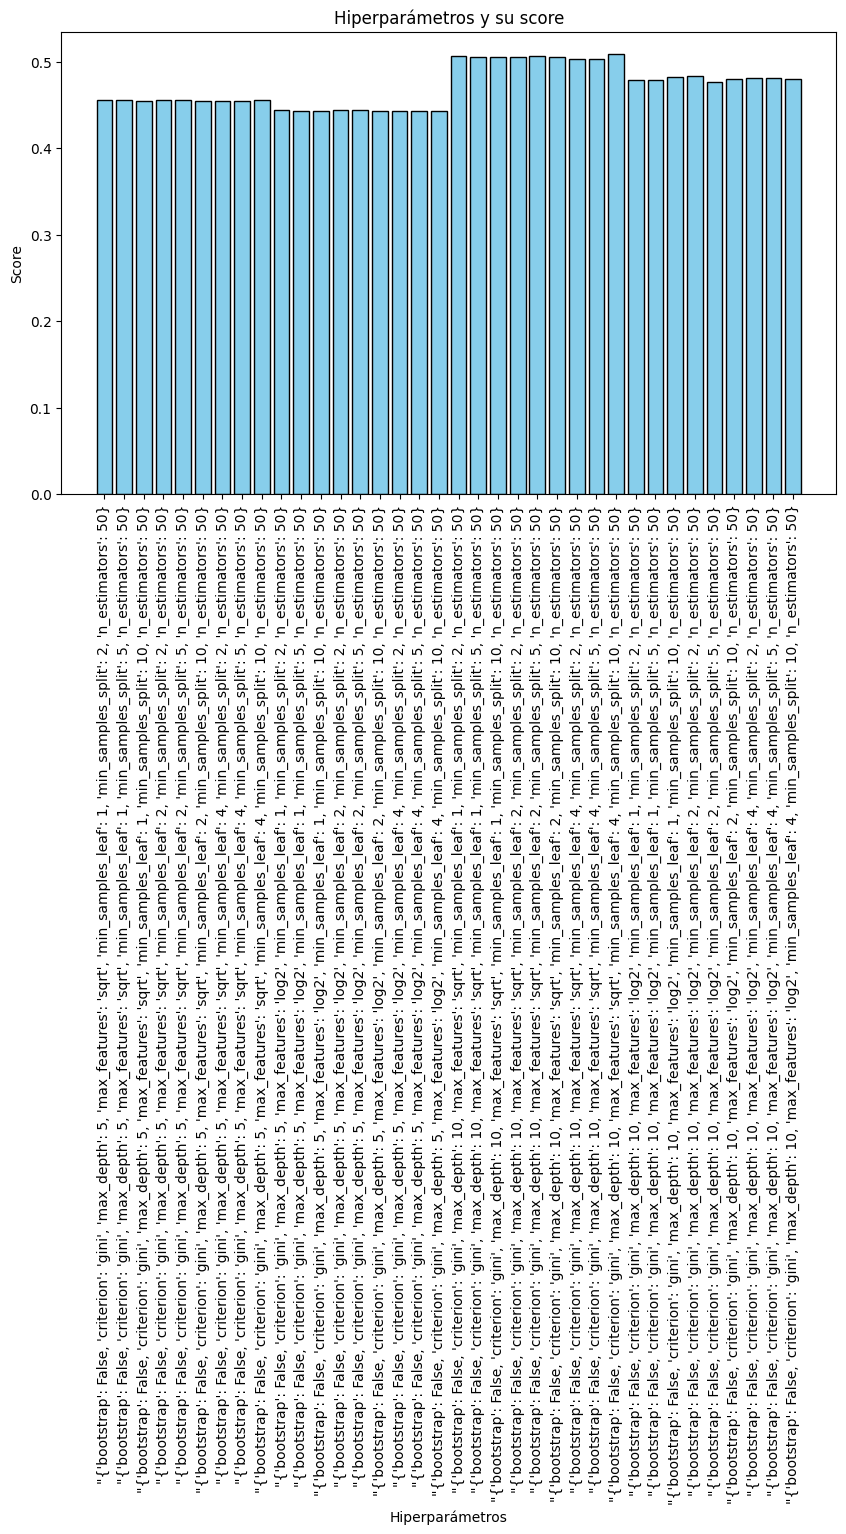 Hiperparámetros y su score
Score
0.5
0.4
0.3
0.2
0.1
0.0
"{'bootstrap': False, 'criterion': 'gini', 'max_depth': 5, 'max_features': 'sqrt', 'min_samples_leaf': 1, 'min_samples_split': 2, 'n_estimators': 50}
"{'bootstrap': False, 'criterion': 'gini', 'max_depth': 5, 'max_features': 'sqrt', 'min_samples_leaf': 1, 'min_samples_split': 5, 'n_estimators': 50}
"{'bootstrap': False, 'criterion': 'gini', 'max_depth': 5, 'max_features': 'sqrt', 'min_samples_leaf': 1, 'min_samples_split': 10, 'n_estimators': 50}
"{'bootstrap': False, 'criterion': 'gini', 'max_depth': 5, 'max_features': 'sqrt', 'min_samples_leaf': 2, 'min_samples_split': 2, 'n_estimators': 50}
"{'bootstrap': False, 'criterion': 'gini', 'max_depth': 5, 'max_features': 'sqrt', 'min_samples_leaf': 2, 'min_samples_split': 5, 'n_estimators': 50}
"{'bootstrap': False, 'criterion': 'gini', 'max_depth': 5, 'max_features': 'sqrt', 'min_samples_leaf': 2, 'min_samples_split': 10, 'n_estimators': 50}
"{'bootstrap': False, 'criterion': 'gini', 'max_depth': 5, 'max_features': 'sqrt', 'min_samples_leaf': 4, 'min_samples_split': 2, 'n_estimators': 50}
"{'bootstrap': False, 'criterion': 'gini', 'max_depth': 5, 'max_features': 'sqrt', 'min_samples_leaf': 4, 'min_samples_split': 5, 'n_estimators': 50}
"{'bootstrap': False, 'criterion': 'gini', 'max_depth': 5, 'max_features': 'sqrt', 'min_samples_leaf': 4, 'min_samples_split': 10, 'n_estimators': 50}
"{'bootstrap': False, 'criterion': 'gini', 'max_depth': 5, 'max_features': 'log2', 'min_samples_leaf': 1, 'min_samples_split': 2, 'n_estimators': 50}
"{'bootstrap': False, 'criterion': 'gini', 'max_depth': 5, 'max_features': 'log2', 'min_samples_leaf': 1, 'min_samples_split': 5, 'n_estimators': 50}
"{'bootstrap': False, 'criterion': 'gini', 'max_depth': 5, 'max_features': 'log2', 'min_samples_leaf': 1, 'min_samples_split': 10, 'n_estimators': 50}
"{'bootstrap': False, 'criterion': 'gini', 'max_depth': 5, 'max_features': 'log2', 'min_samples_leaf': 2, 'min_samples_split': 2, 'n_estimators': 50}
"{'bootstrap': False, 'criterion': 'gini', 'max_depth': 5, 'max_features': 'log2', 'min_samples_leaf': 2, 'min_samples_split': 5, 'n_estimators': 50}
"{'bootstrap': False, 'criterion': 'gini', 'max_depth': 5, 'max_features': 'log2', 'min_samples_leaf': 2, 'min_samples_split': 10, 'n_estimators': 50}
"{'bootstrap': False, 'criterion': 'gini', 'max_depth': 5, 'max_features': 'log2', 'min_samples_leaf': 4, 'min_samples_split': 2, 'n_estimators': 50}
"{'bootstrap': False, 'criterion': 'gini', 'max_depth': 5, 'max_features': 'log2', 'min_samples_leaf': 4, 'min_samples_split': 5, 'n_estimators': 50}
"{'bootstrap': False, 'criterion': 'gini', 'max_depth': 5, 'max_features': 'log2', 'min_samples_leaf': 4, 'min_samples_split': 10, 'n_estimators': 50}
"{'bootstrap': False, 'criterion': 'gini', 'max_depth': 10, 'max_features': 'sqrt', 'min_samples_leaf': 1, 'min_samples_split': 2, 'n_estimators': 50}
"{'bootstrap': False, 'criterion': 'gini', 'max_depth': 10, 'max_features': 'sqrt', 'min_samples_leaf': 1, 'min_samples_split': 5, 'n_estimators': 50}
"{'bootstrap': False, 'criterion': 'gini', 'max_depth': 10, 'max_features': 'sqrt', 'min_samples_leaf': 1, 'min_samples_split': 10, 'n_estimators': 50}
"{'bootstrap': False, 'criterion': 'gini', 'max_depth': 10, 'max_features': 'sqrt', 'min_samples_leaf': 2, 'min_samples_split': 2, 'n_estimators': 50}
"{'bootstrap': False, 'criterion': 'gini', 'max_depth': 10, 'max_features': 'sqrt', 'min_samples_leaf': 2, 'min_samples_split': 5, 'n_estimators': 50}
"{'bootstrap': False, 'criterion': 'gini', 'max_depth': 10, 'max_features': 'sqrt', 'min_samples_leaf': 2, 'min_samples_split': 10, 'n_estimators': 50}
"{'bootstrap': False, 'criterion': 'gini', 'max_depth': 10, 'max_features': 'sqrt', 'min_samples_leaf': 4, 'min_samples_split': 2, 'n_estimators': 50}
"{'bootstrap': False, 'criterion': 'gini', 'max_depth': 10, 'max_features': 'sqrt', 'min_samples_leaf': 4, 'min_samples_split': 5, 'n_estimators': 50}
"{'bootstrap': False, 'criterion': 'gini', 'max_depth': 10, 'max_features': 'sqrt', 'min_samples_leaf': 4, 'min_samples_split': 10, 'n_estimators': 50}
"{'bootstrap': False, 'criterion': 'gini', 'max_depth': 10, 'max_features': 'log2', 'min_samples_leaf': 1, 'min_samples_split': 2, 'n_estimators': 50}
"{'bootstrap': False, 'criterion': 'gini', 'max_depth': 10, 'max_features': 'log2', 'min_samples_leaf': 1, 'min_samples_split': 5, 'n_estimators': 50}
"{'bootstrap': False, 'criterion': 'gini', 'max_depth': 10, 'max_features': 'log2', 'min_samples_leaf': 1, 'min_samples_split': 10, 'n_estimators': 50}
"{'bootstrap': False, 'criterion': 'gini', 'max_depth': 10, 'max_features': 'log2', 'min_samples_leaf': 2, 'min_samples_split': 2, 'n_estimators': 50}
"{'bootstrap': False, 'criterion': 'gini', 'max_depth': 10, 'max_features': 'log2', 'min_samples_leaf': 2, 'min_samples_split': 5, 'n_estimators': 50}
"{'bootstrap': False, 'criterion': 'gini', 'max_depth': 10, 'max_features': 'log2', 'min_samples_leaf': 2, 'min_samples_split': 10, 'n_estimators': 50}
"{'bootstrap': False, 'criterion': 'gini', 'max_depth': 10, 'max_features': 'log2', 'min_samples_leaf': 4, 'min_samples_split': 2, 'n_estimators': 50}
"{'bootstrap': False, 'criterion': 'gini', 'max_depth': 10, 'max_features': 'log2', 'min_samples_leaf': 4, 'min_samples_split': 5, 'n_estimators': 50}
"{'bootstrap': False, 'criterion': 'gini', 'max_depth': 10, 'max_features': 'log2', 'min_samples_leaf': 4, 'min_samples_split': 10, 'n_estimators': 50}
Hiperparámetros